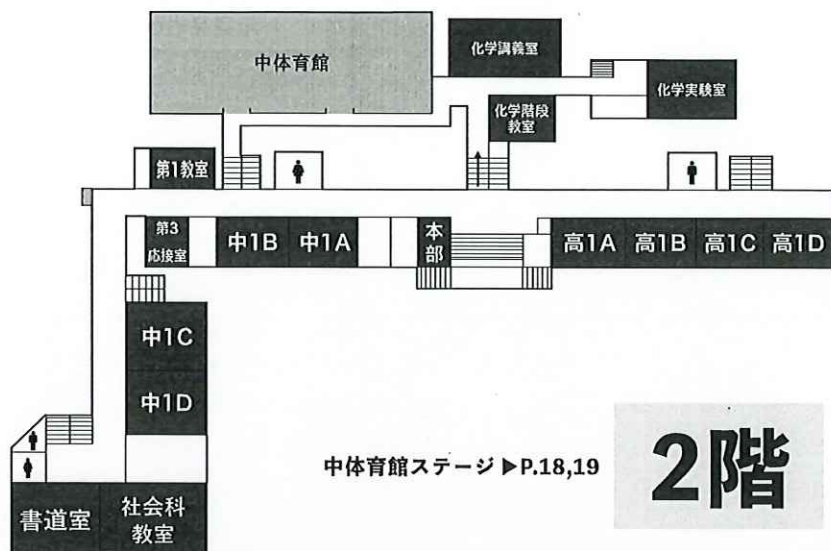 中体育館
化学講義室
化学階段
教室
化学実験室
第1教室
第3
応接室
中1B
中1A
本
部
高1A
高1B
高1C
高1D
中1C
中1D
中体育館ステージ ▶P.18,19
2階
書道室
社会科
教室